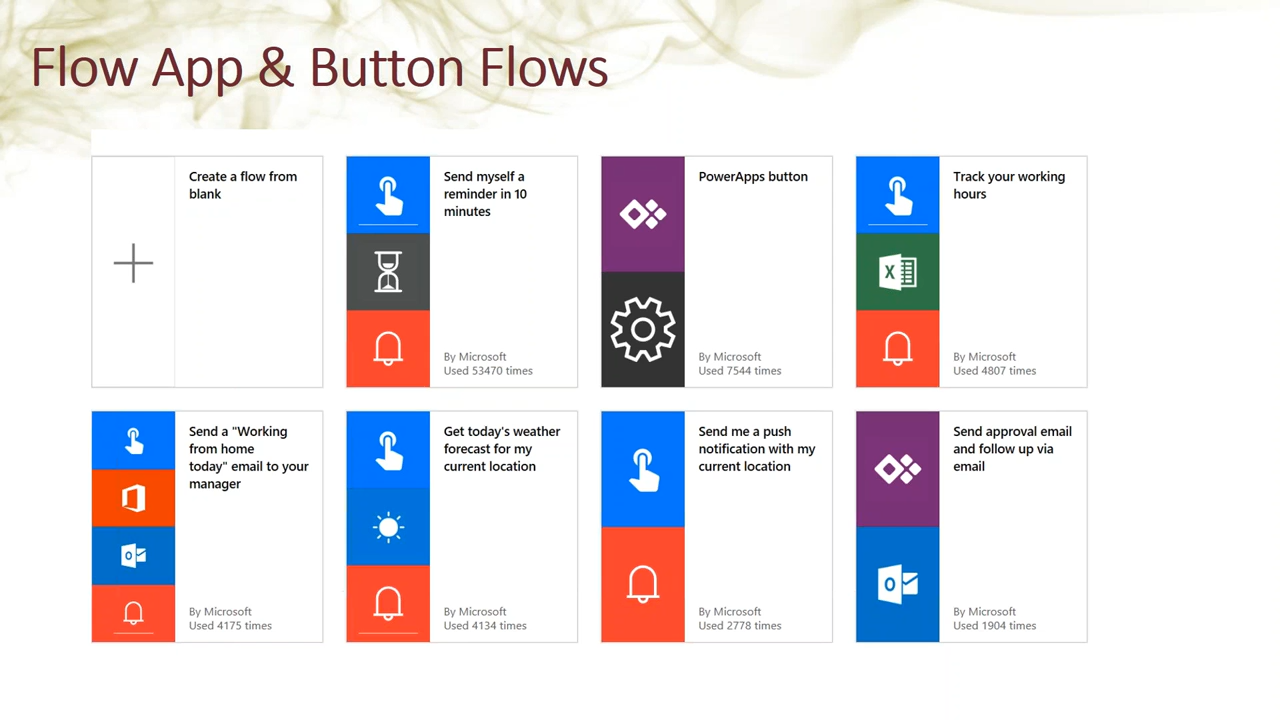 Flow App & Button Flows
Create a flow from
blank
Send myself a
reminder in 10
minutes
By Microsoft
Used 53470 times
PowerApps button
By Microsoft
Used 7544 times
Track your working
hours
X
By Microsoft
Used 4807 times
Send a "Working
from home
today" email to your
manager
By Microsoft
Used 4175 times
Get today's weather
forecast for my
current location
By Microsoft
Used 4134 times
Send me a push
notification with my
current location
By Microsoft
Used 2778 times
Send approval email
and follow up via
email
By Microsoft
Used 1904 times